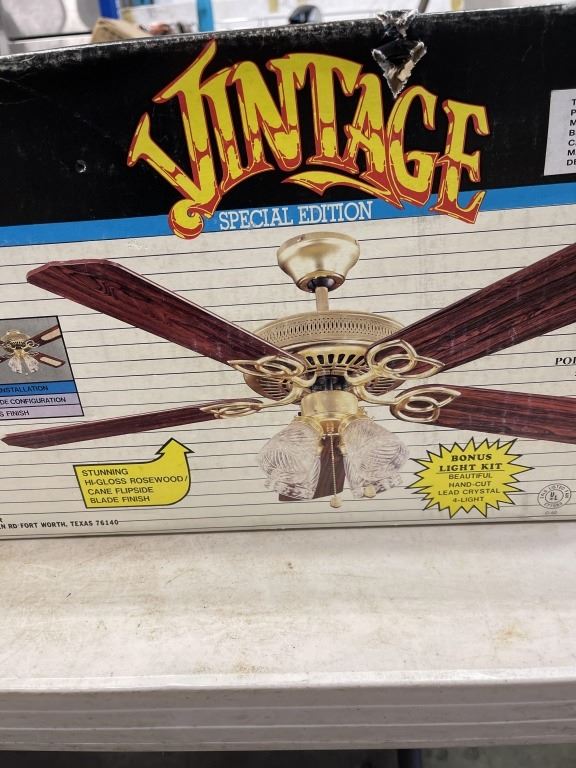 VINTAGE
SPECIAL EDITION
NSTALLATION
DE CONFIGURATION
S FINISH
STUNNING
HI-GLOSS ROSEWOOD/
CANE FLIPSIDE
BLADE FINISH
BONUS
LIGHT KIT
BEAUTIFUL
HAND-CUT
LEAD CRYSTAL
4-LIGHT
N RD FORT WORTH, TEXAS 76140